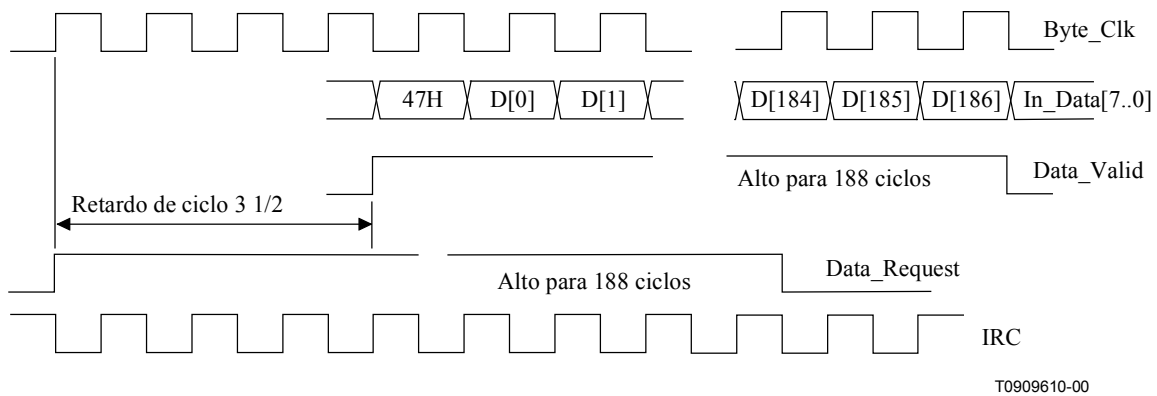 Byte_Clk
47H D[0] D[1] D[184] D[185] D[186] In_Data[7..0]
Data_Valid
Alto para 188 ciclos
Retardo de ciclo 3 1/2
Data_Request
Alto para 188 ciclos
IRC
T0909610-00